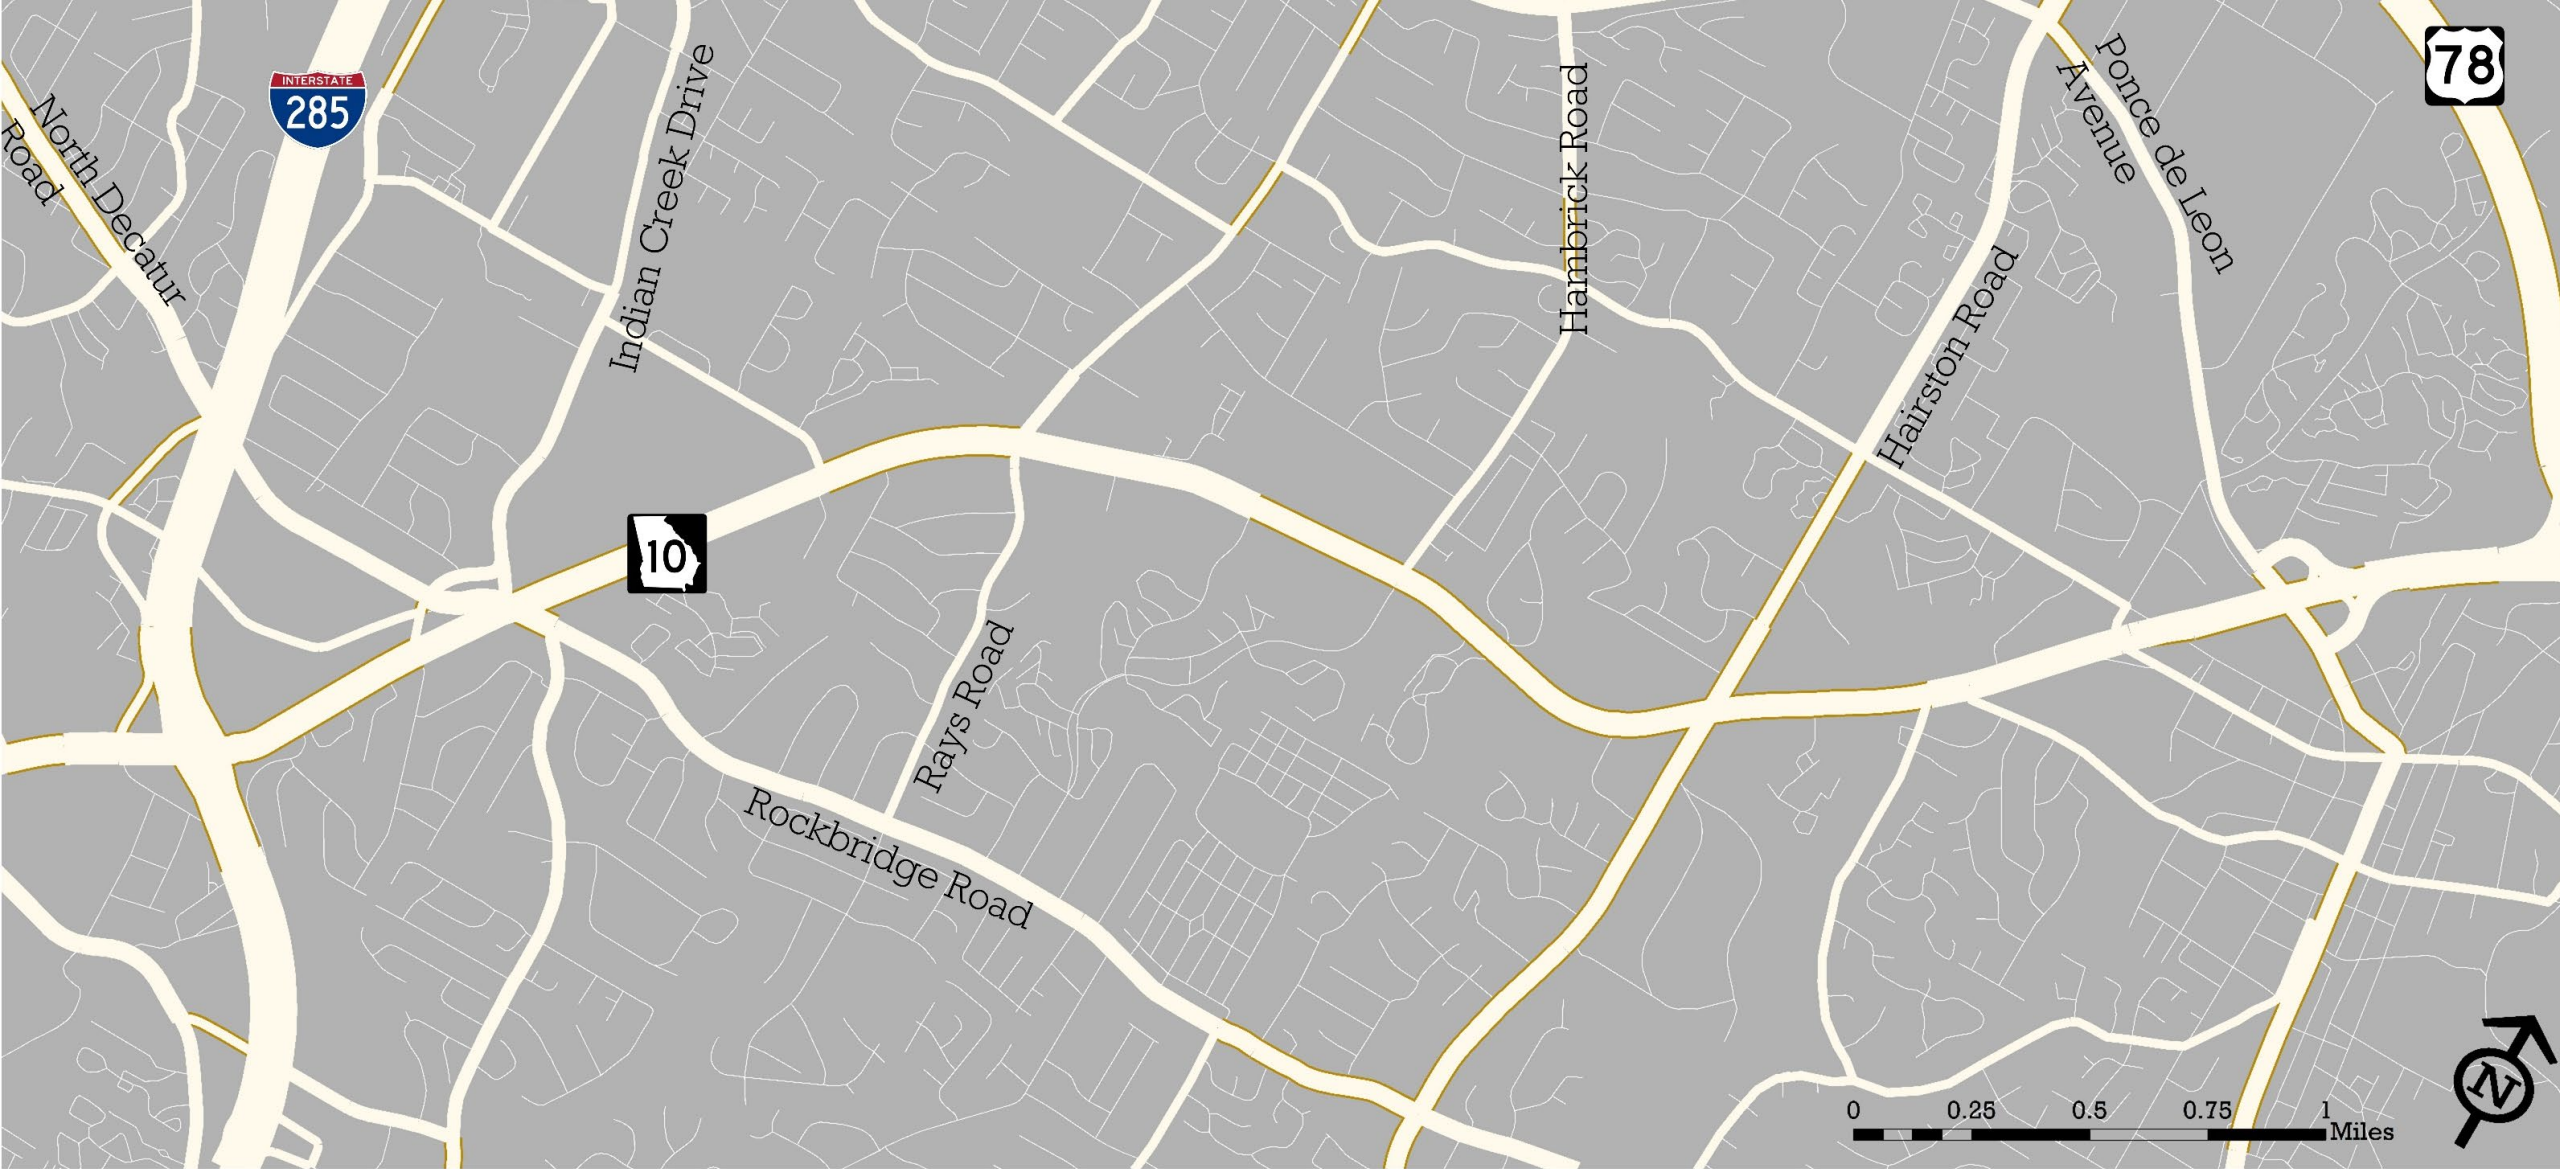 INTERSTATE
285
78
North Decatur
Road
Indian Creek Drive
Hambrick Road
Ponce de Leon
Avenue
Hairston Road
10
Rays Road
Rockbridge Road
N
0 0.25 0.5 0.75 1
Miles